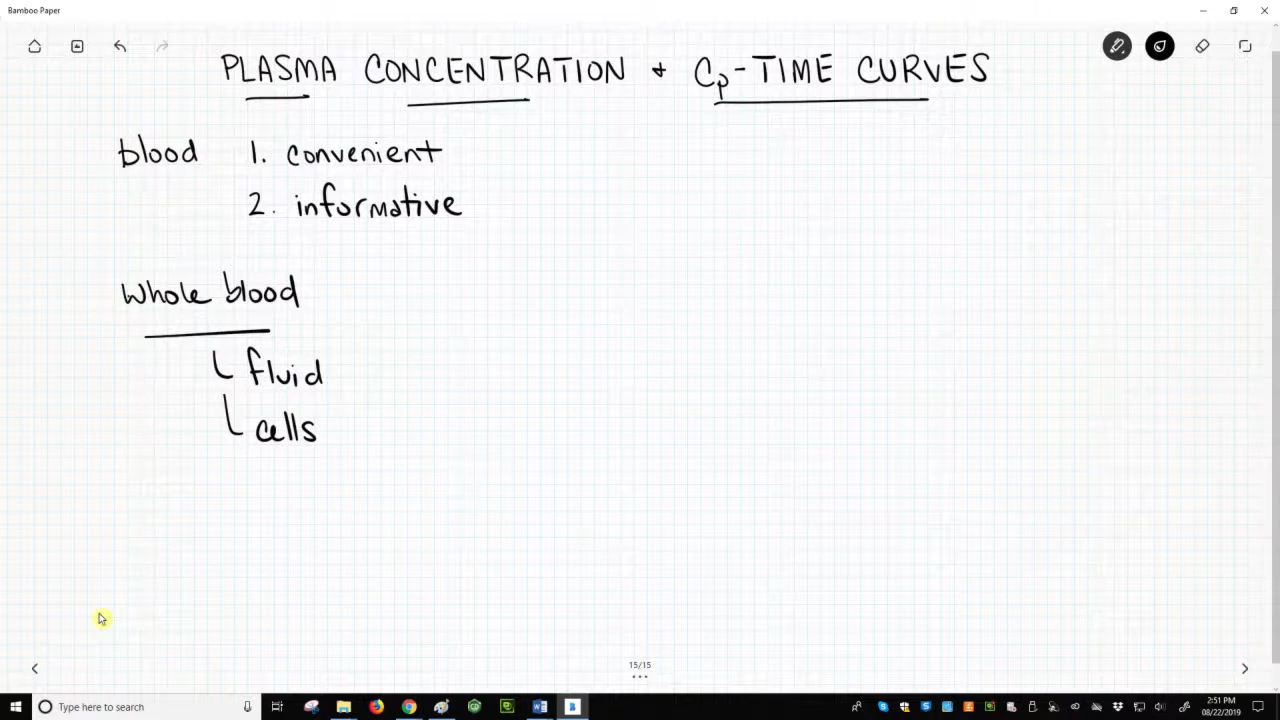 Bamboo Paper
PLASMA CONCENTRATION + Cp-TIME CURVES
blood 1. convenient
2. informative
Whole blood
fluid
cells
15/15
Type here to search
2:51 PM
08/22/2019